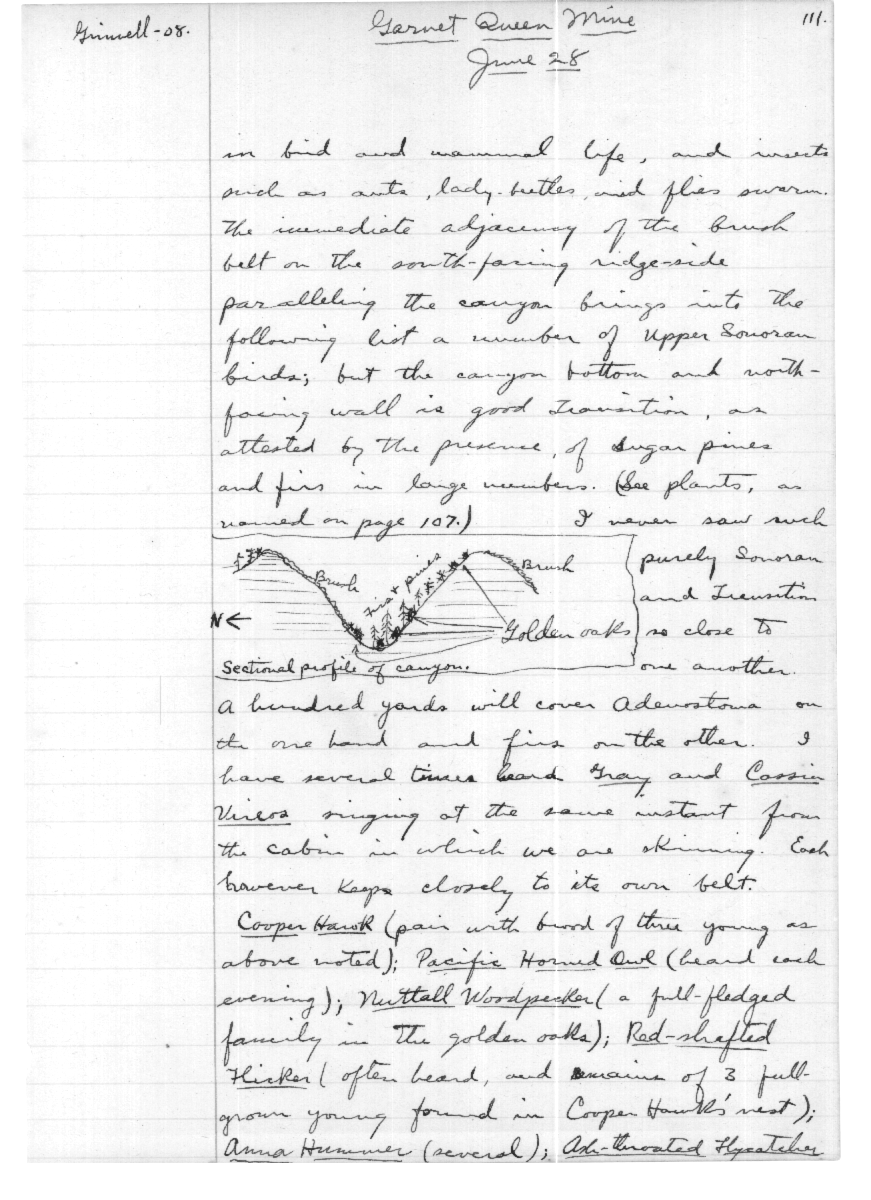 Grinnell-08.
Garnet Queen Mine
111.
June 28
in bird and mammal life, and insects
such as ants, lady-beetles, and flies swarm.
The immediate adjacency of the brush
belt on the south-facing ridge-side
paralleling the canyon brings into the
following list a number of Upper Sonoran
birds; but the canyon bottom and north-
facing wall is good Transition, as
attested by the presence, of Sugar pines
and firs in large numbers. (See plants, as
named on page 107.) I never saw such
purely Sonoran
and Transition
so close to
one another.
Brush
Firs & pines
Brush
N←
Golden oaks
Sectional profile of canyon.
A hundred yards will cover Adenostoma on
the one hand and firs on the other. I
have several times heard Gray and Cassin
Vireos singing at the same instant from
the cabin in which we are skinning. Each
however keeps closely to its own belt.
Cooper Hawk (pair with brood of three young as
above noted); Pacific Horned Owl (heard each
evening); Nuttall Woodpecker (a full-fledged
family in the golden oaks); Red-shafted
Flicker (often heard, and remains of 3 full-
grown young found in Cooper Hawk's nest);
Anna Hummer (several); Ash-throated Flycatcher